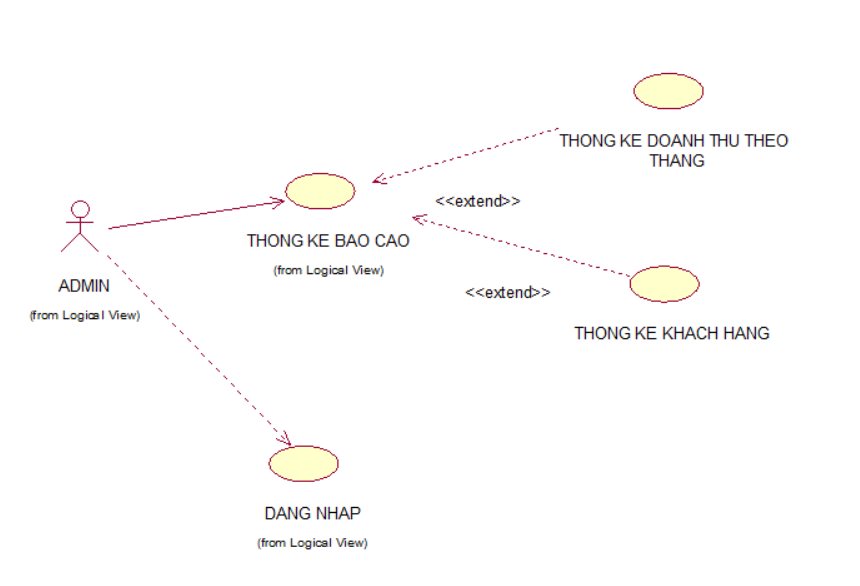 THONG KE DOANH THU THEO
THANG
<<extend>>
THONG KE BAO CAO
(from Logical View)
ADMIN
(from Logical View)
<<extend>>
THONG KE KHACH HANG
DANG NHAP
(from Logical View)